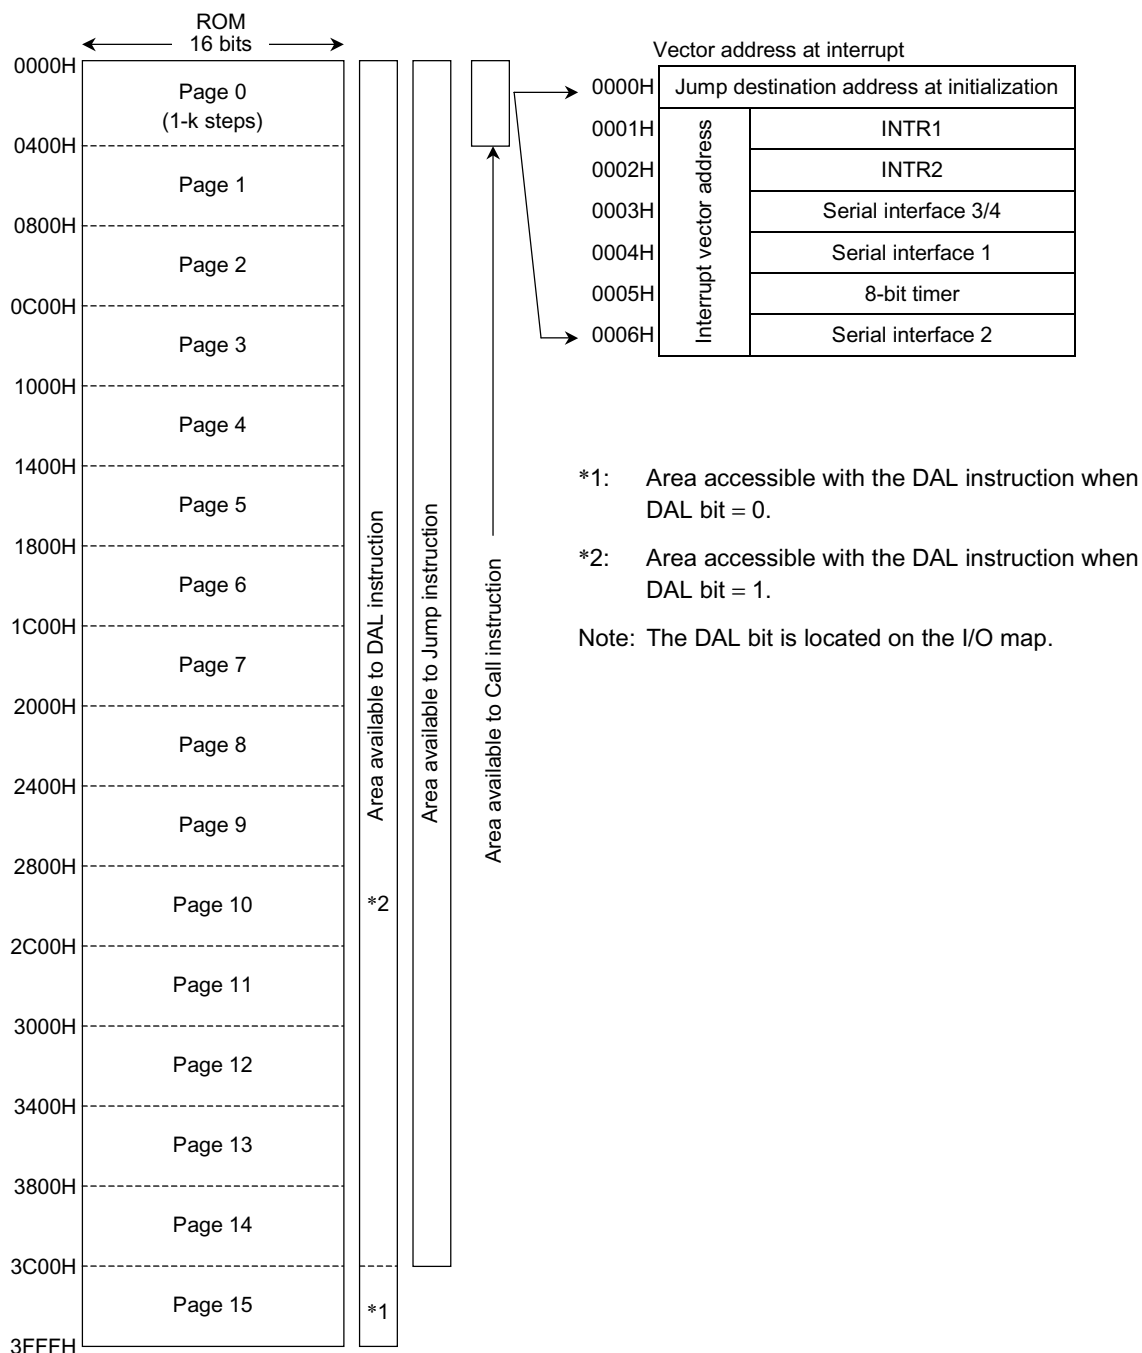 ROM
16 bits
0000H
Page 0
(1-k steps)
0400H
Page 1
0800H
Page 2
0C00H
Page 3
1000H
Page 4
1400H
Page 5
1800H
Page 6
1C00H
Page 7
2000H
Page 8
2400H
Page 9
2800H
Page 10
2C00H
Page 11
3000H
Page 12
3400H
Page 13
3800H
Page 14
3C00H
Page 15
3FFFH
Area available to DAL instruction
*2
*1
Area available to Jump instruction
Area available to Call instruction
Vector address at interrupt
0000H Jump destination address at initialization
Interrupt vector address
0001H INTR1
0002H INTR2
0003H Serial interface 3/4
0004H Serial interface 1
0005H 8-bit timer
0006H Serial interface 2
*1: Area accessible with the DAL instruction when
DAL bit = 0.
*2: Area accessible with the DAL instruction when
DAL bit = 1.
Note: The DAL bit is located on the I/O map.